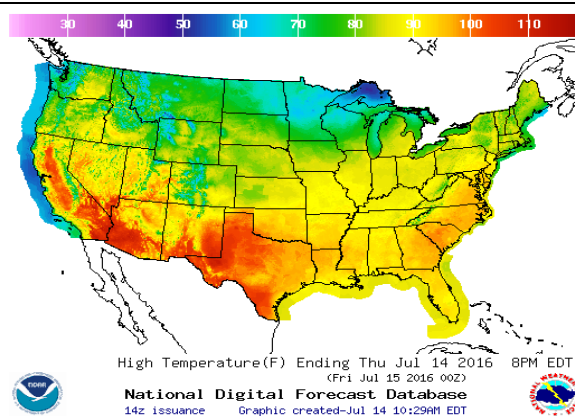 30 40 50 60 70 80 90 100 110
High Temperature(F) Ending Thu Jul 14 2016 8PM EDT
(Fri Jul 15 2016 00Z)
National Digital Forecast Database
14z issuance Graphic created-Jul 14 10:29AM EDT
NOAA